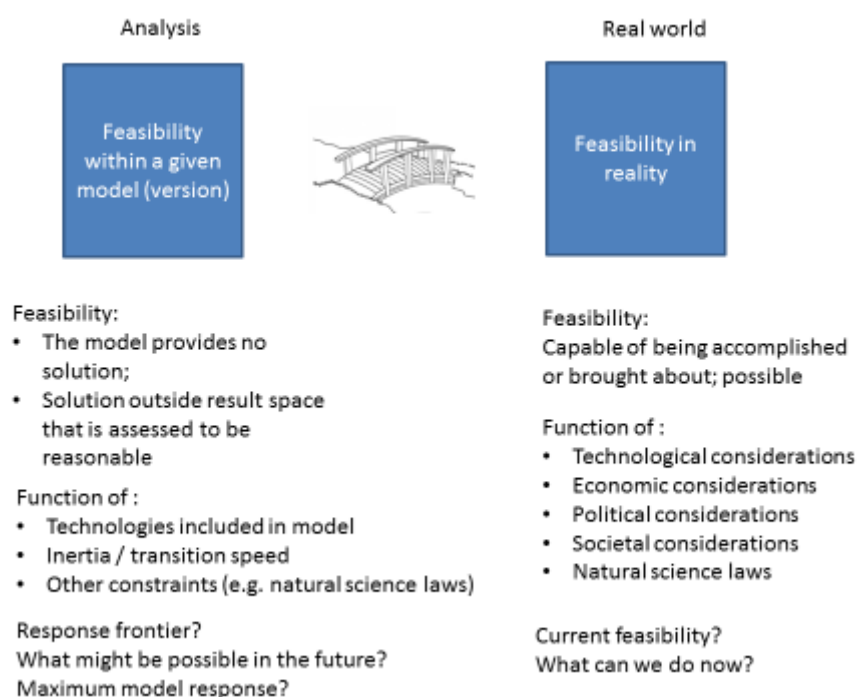 Analysis
Feasibility
within a given
model (version)
Feasibility:
• The model provides no
solution;
• Solution outside result space
that is assessed to be
reasonable
Function of :
• Technologies included in model
• Inertia / transition speed
• Other constraints (e.g. natural science laws)
Response frontier?
What might be possible in the future?
Maximum model response?
Real world
Feasibility in
reality
Feasibility:
Capable of being accomplished
or brought about; possible
Function of :
• Technological considerations
• Economic considerations
• Political considerations
• Societal considerations
• Natural science laws
Current feasibility?
What can we do now?